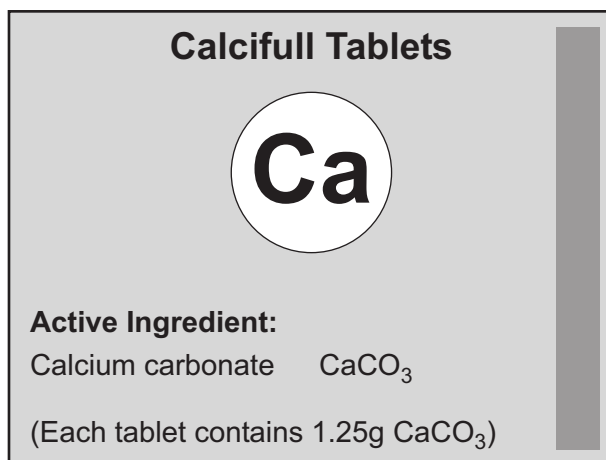 Calcifull Tablets
Ca
Active Ingredient:
Calcium carbonate CaCO₃
(Each tablet contains 1.25g CaCO₃)